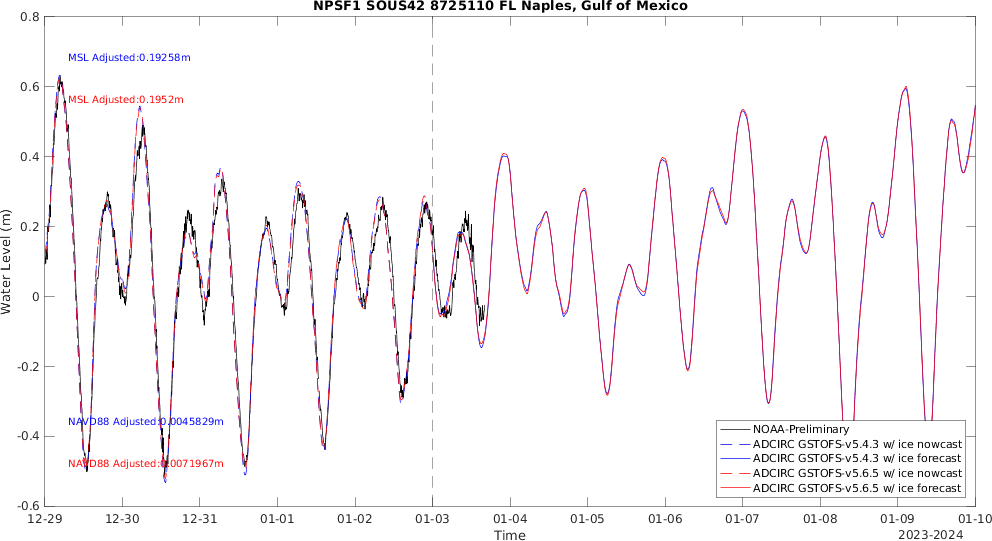 NPSF1 SOUS42 8725110 FL Naples, Gulf of Mexico
0.8
0.6
0.4
0.2
0
-0.2
-0.4
-0.6
Water Level (m)
MSL Adjusted:0.19258m
MSL Adjusted:0.1952m
NAVD88 Adjusted:0.0045829m
NAVD88 Adjusted:0.0071967m
NOAA-Preliminary
ADCIRC GSTOFS-v5.4.3 w/ ice nowcast
ADCIRC GSTOFS-v5.4.3 w/ ice forecast
ADCIRC GSTOFS-v5.6.5 w/ ice nowcast
ADCIRC GSTOFS-v5.6.5 w/ ice forecast
12-29 12-30 12-31 01-01 01-02 01-03 01-04 01-05 01-06 01-07 01-08 01-09 01-10
Time
2023-2024